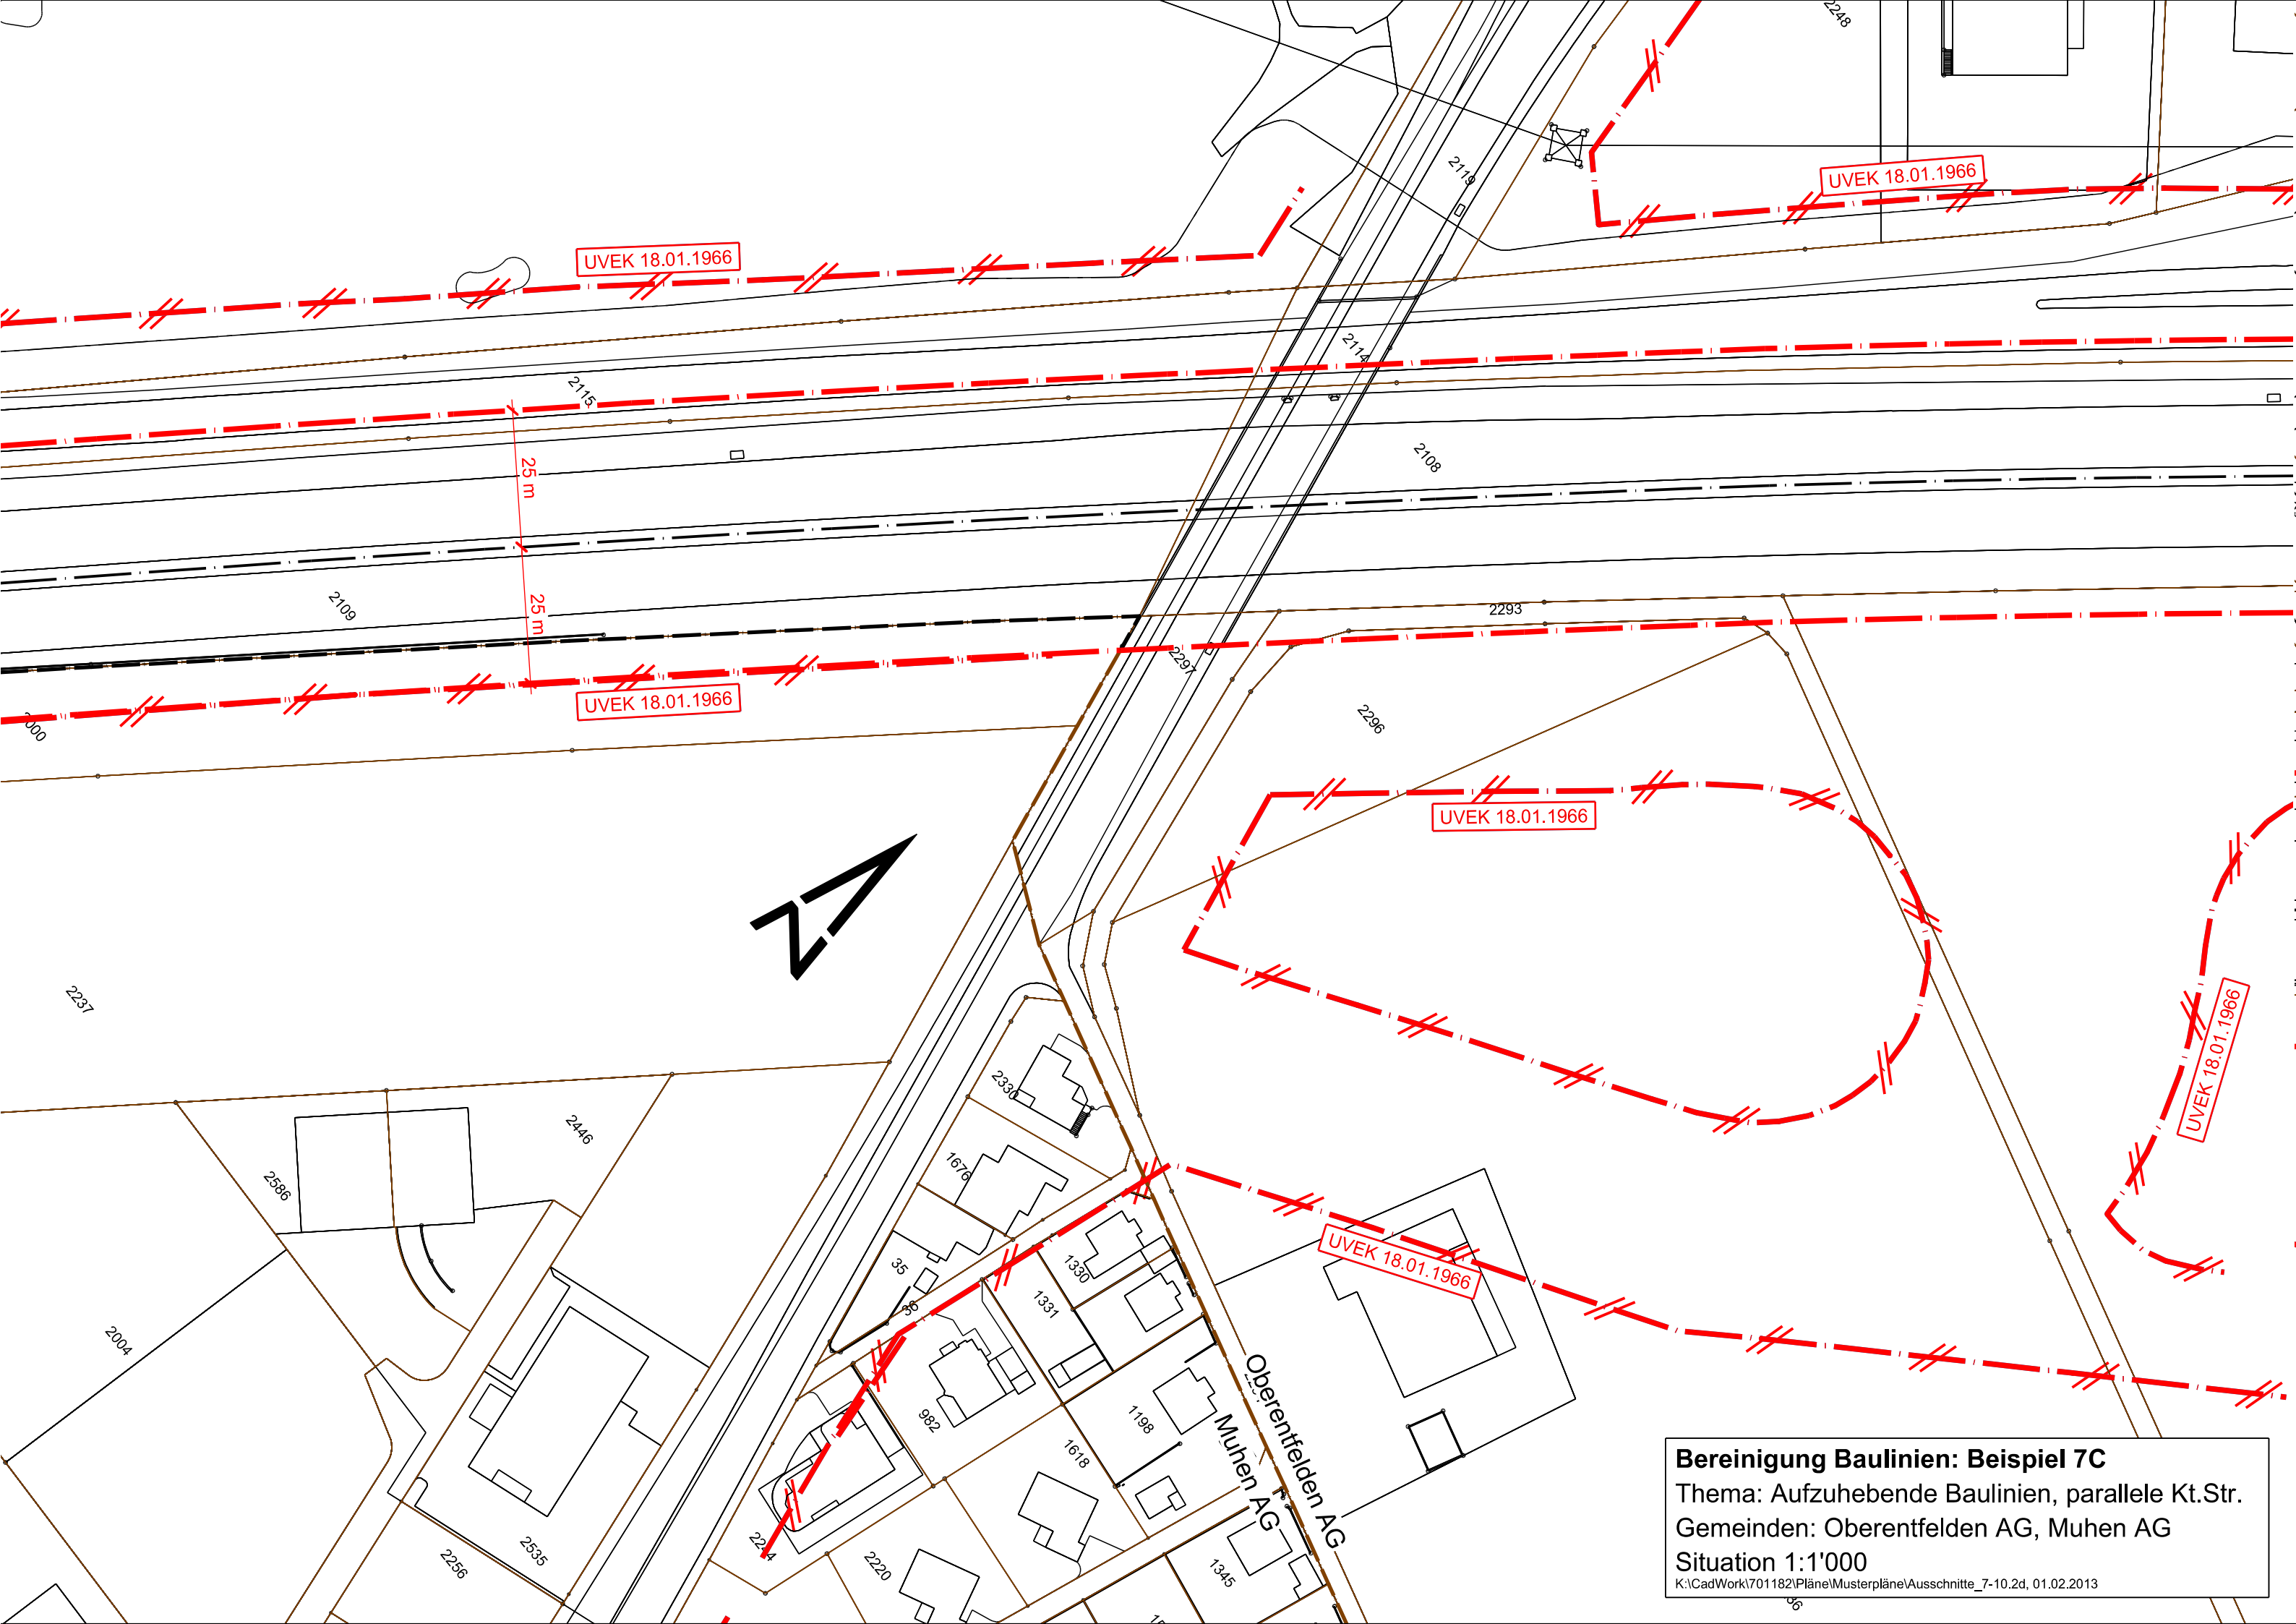 2248
2119
UVEK 18.01.1966
UVEK 18.01.1966
2114
2115
2108
25 m
25 m
2109
2293
2297
UVEK 18.01.1966
2296
UVEK 18.01.1966
2237
UVEK 18.01.1966
2330
2446
1676
2586
35
1330
36
1331
UVEK 18.01.1966
2004
982
1198
1618
Oberentfelden AG
Muhen AG
2535
2256
2220
1345
Bereinigung Baulinien: Beispiel 7C
Thema: Aufzuhebende Baulinien, parallele Kt.Str.
Gemeinden: Oberentfelden AG, Muhen AG
Situation 1:1'000
K:\CadWork\701182\Pläne\Musterpläne\Ausschnitte_7-10.2d, 01.02.2013